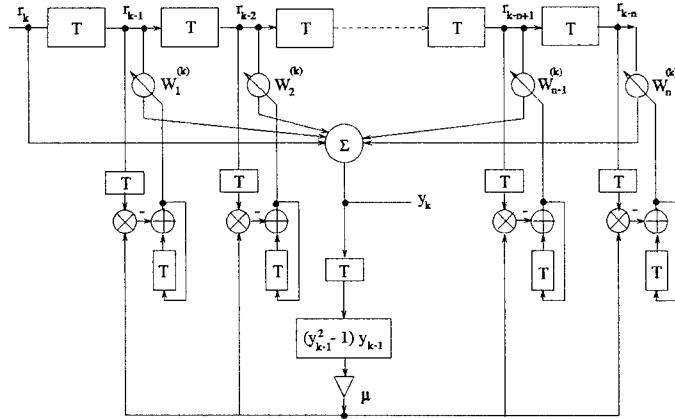 r_k r_{k-1} r_{k-2} r_{k-n+1} r_{k-n}
T T T T T
W_1^{(k)} W_2^{(k)} W_{n-1}^{(k)} W_n^{(k)}
Σ
T T T T
y_k
- - - -
T T T T T
(y_{k-1}^2 - 1) y_{k-1}
μ